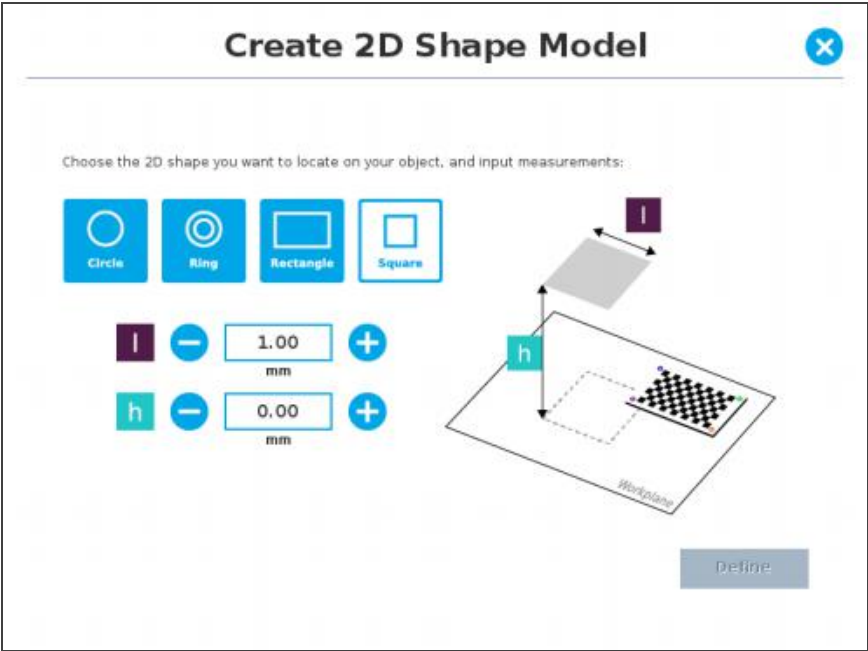 Create 2D Shape Model
Choose the 2D shape you want to locate on your object, and input measurements:
Circle
Ring
Rectangle
Square
l
l
1.00
mm
h
h
0.00
mm
Workplane
Define